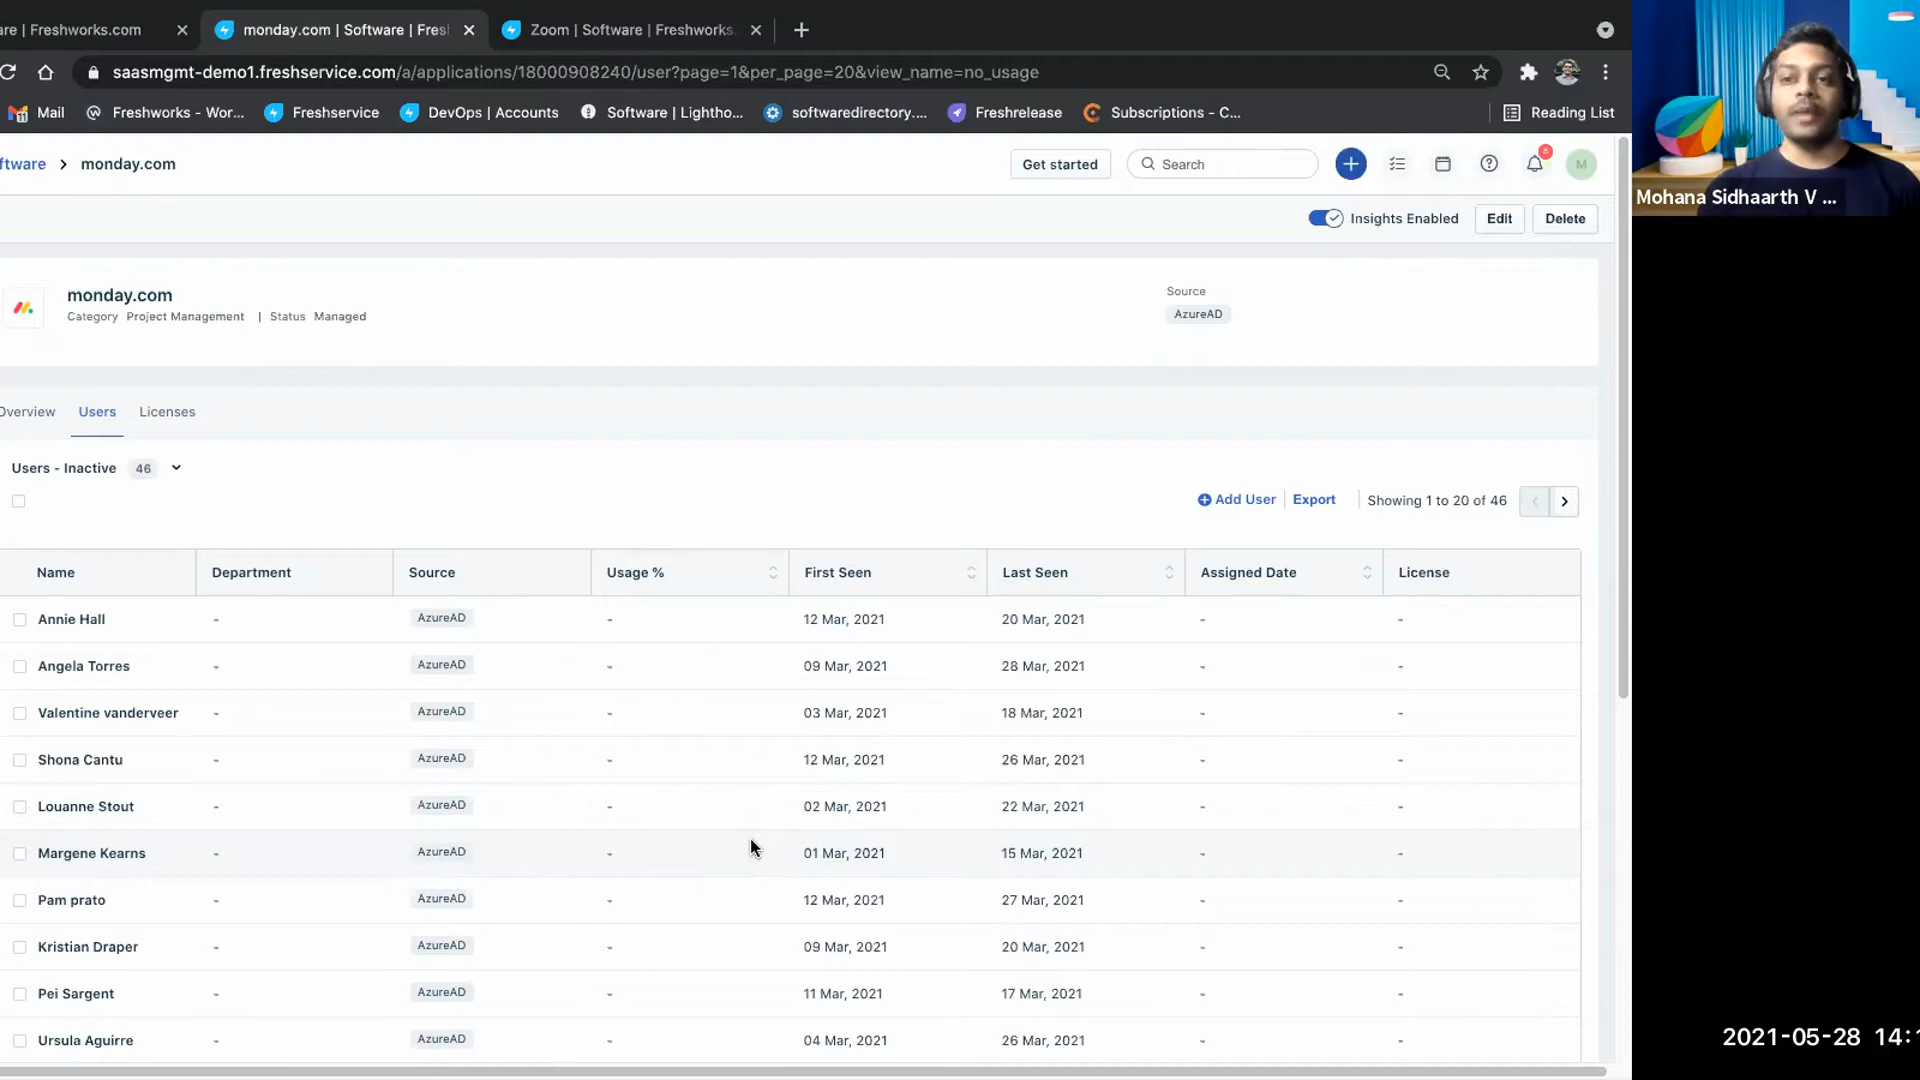 re | Freshworks.com
monday.com | Software | Fres
Zoom | Software | Freshworks.
saasmgmt-demo1.freshservice.com/a/applications/18000908240/user?page=1&per_page=20&view_name=no_usage
Mail
Freshworks - Wor...
Freshservice
DevOps | Accounts
Software | Lightho...
softwaredirectory....
Freshrelease
Subscriptions - C...
Reading List
ftware > monday.com
Get started
Search
M
Insights Enabled
Edit
Delete
monday.com
Category Project Management | Status Managed
Source
AzureAD
Overview
Users
Licenses
Users - Inactive 46
Add User
Export
Showing 1 to 20 of 46
Name Department Source Usage % First Seen Last Seen Assigned Date License
Annie Hall - AzureAD - 12 Mar, 2021 20 Mar, 2021 - -
Angela Torres - AzureAD - 09 Mar, 2021 28 Mar, 2021 - -
Valentine vanderveer - AzureAD - 03 Mar, 2021 18 Mar, 2021 - -
Shona Cantu - AzureAD - 12 Mar, 2021 26 Mar, 2021 - -
Louanne Stout - AzureAD - 02 Mar, 2021 22 Mar, 2021 - -
Margene Kearns - AzureAD - 01 Mar, 2021 15 Mar, 2021 - -
Pam prato - AzureAD - 12 Mar, 2021 27 Mar, 2021 - -
Kristian Draper - AzureAD - 09 Mar, 2021 20 Mar, 2021 - -
Pei Sargent - AzureAD - 11 Mar, 2021 17 Mar, 2021 - -
Ursula Aguirre - AzureAD - 04 Mar, 2021 26 Mar, 2021 - -
Mohana Sidhaarth V ...
2021-05-28 14: